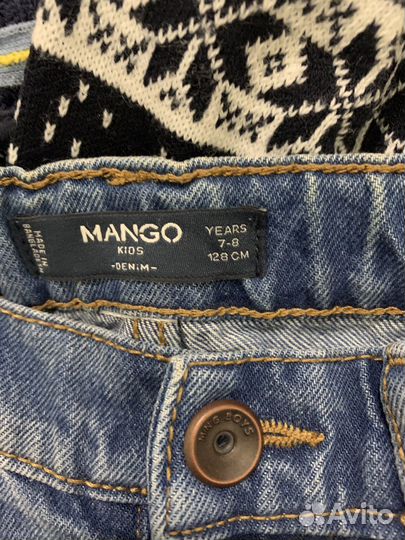 MANGO
KIDS
-DENIM-
YEARS
7-8
128 CM
MADE IN
BANGLADESH
MNG BOYS
Avito